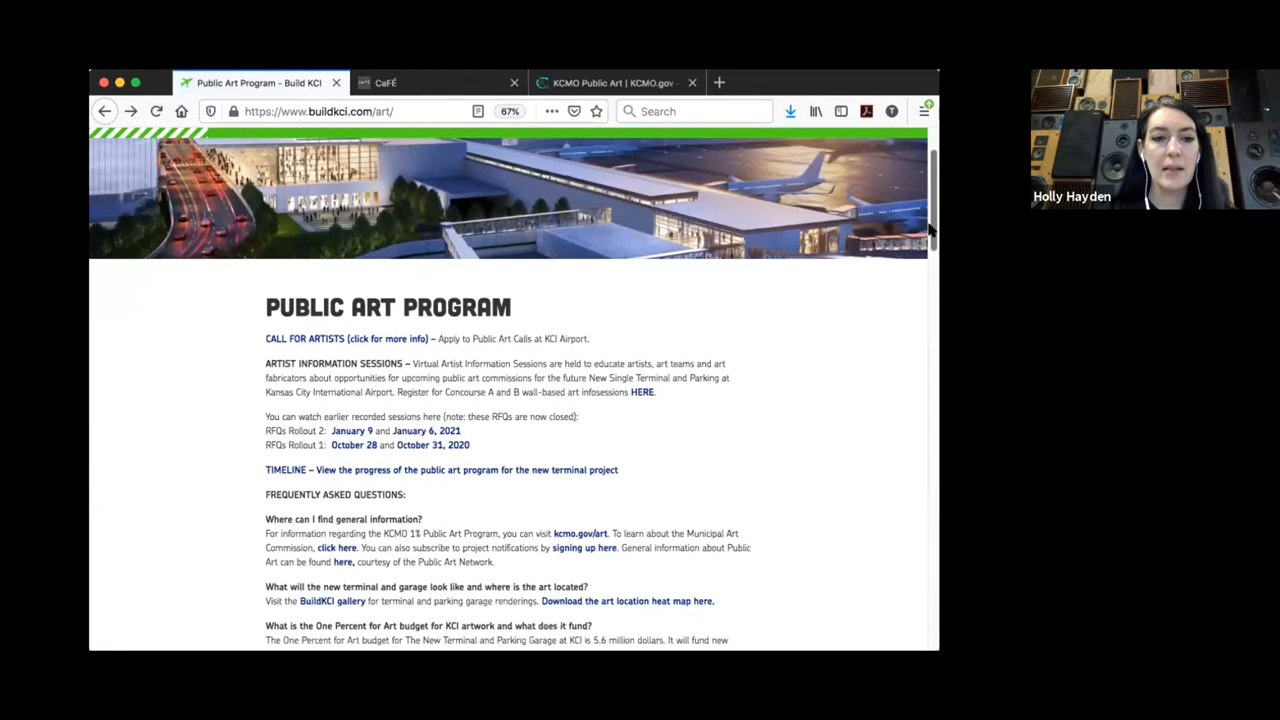 Public Art Program - Build KCI
CaFÉ
KCMO Public Art | KCMO.gov -
https://www.buildkci.com/art/
67%
Search
T
PUBLIC ART PROGRAM
CALL FOR ARTISTS (click for more info) – Apply to Public Art Calls at KCI Airport.
ARTIST INFORMATION SESSIONS – Virtual Artist Information Sessions are held to educate artists, art teams and art
fabricators about opportunities for upcoming public art commissions for the future New Single Terminal and Parking at
Kansas City International Airport. Register for Concourse A and B wall-based art infosessions HERE.
You can watch earlier recorded sessions here (note: these RFQs are now closed):
RFQs Rollout 2: January 9 and January 6, 2021
RFQs Rollout 1: October 28 and October 31, 2020
TIMELINE – View the progress of the public art program for the new terminal project
FREQUENTLY ASKED QUESTIONS:
Where can I find general information?
For information regarding the KCMO 1% Public Art Program, you can visit kcmo.gov/art. To learn about the Municipal Art
Commission, click here. You can also subscribe to project notifications by signing up here. General information about Public
Art can be found here, courtesy of the Public Art Network.
What will the new terminal and garage look like and where is the art located?
Visit the BuildKCI gallery for terminal and parking garage renderings. Download the art location heat map here.
What is the One Percent for Art budget for KCI artwork and what does it fund?
The One Percent for Art budget for The New Terminal and Parking Garage at KCI is 5.6 million dollars. It will fund new
Holly Hayden